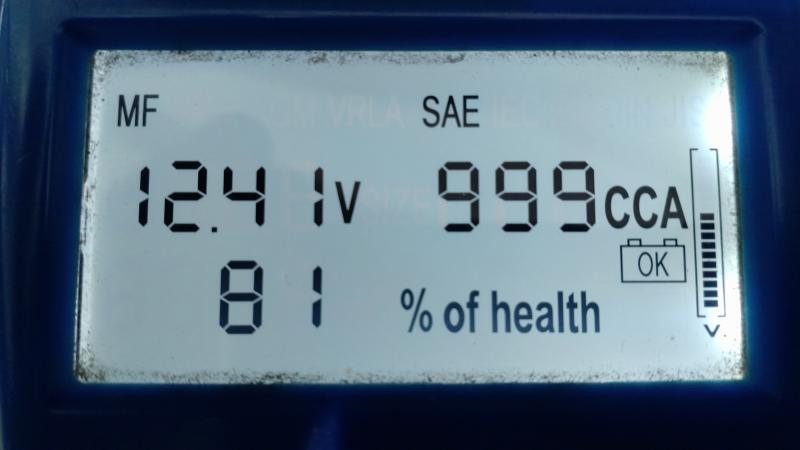 MF SAE
12.41V 999CCA
OK
81 % of health